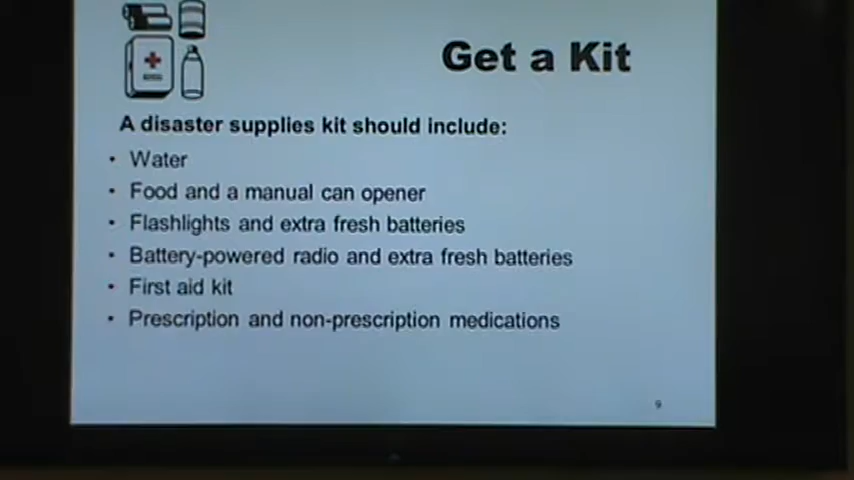 Get a Kit
A disaster supplies kit should include:
• Water
• Food and a manual can opener
• Flashlights and extra fresh batteries
• Battery-powered radio and extra fresh batteries
• First aid kit
• Prescription and non-prescription medications
9